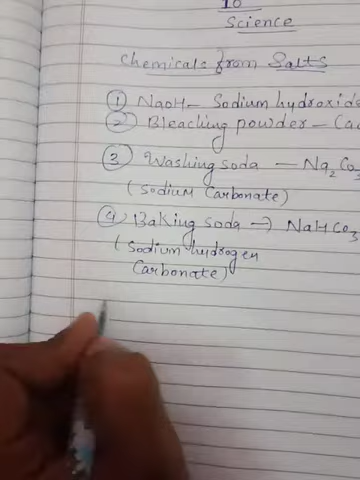 10
Science
Chemicals from Salts
① NaoH - Sodium hydroxide
② Bleaching powder - (Ca
③ Washing soda - Na2Co3
(Sodium Carbonate)
④ Baking soda → NaHCo3
(Sodium hydrogen
Carbonate)